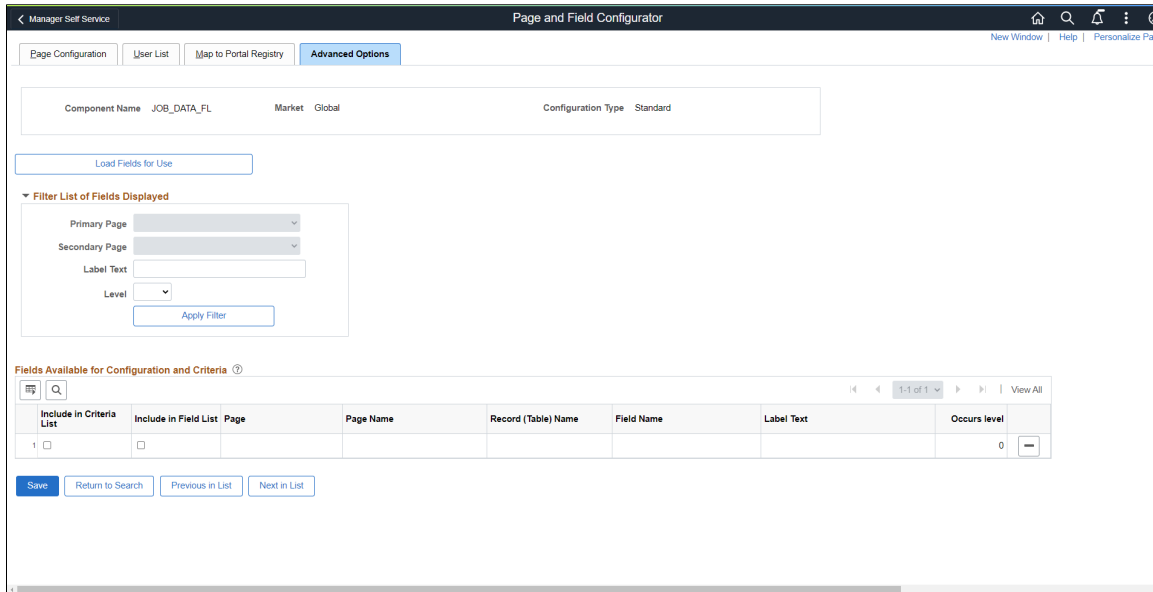 Manager Self Service
Page and Field Configurator
New Window | Help | Personalize Pa
Page Configuration
User List
Map to Portal Registry
Advanced Options
Component Name JOB_DATA_FL Market Global Configuration Type Standard
Load Fields for Use
Filter List of Fields Displayed
Primary Page
Secondary Page
Label Text
Level
Apply Filter
Fields Available for Configuration and Criteria ?
1-1 of 1 | View All
Include in Criteria List Include in Field List Page Page Name Record (Table) Name Field Name Label Text Occurs level
1 0
Save Return to Search Previous in List Next in List